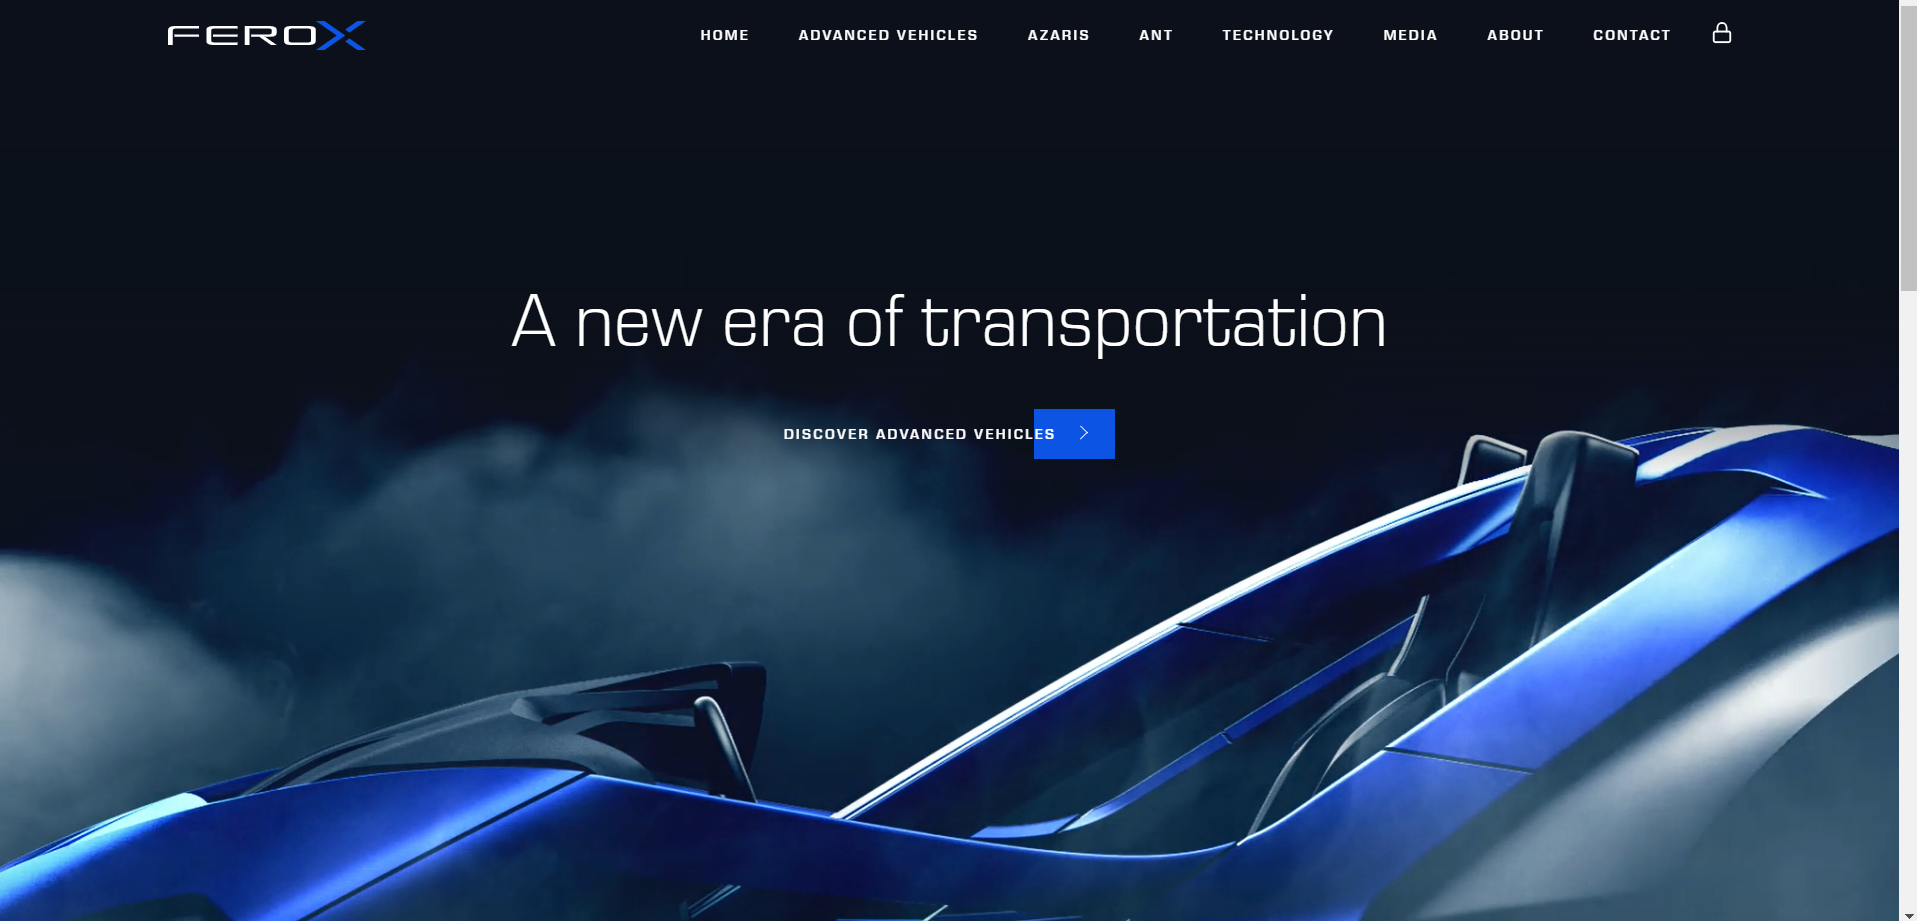 FEROX
HOME ADVANCED VEHICLES AZARIS ANT TECHNOLOGY MEDIA ABOUT CONTACT
A new era of transportation
DISCOVER ADVANCED VEHICLES